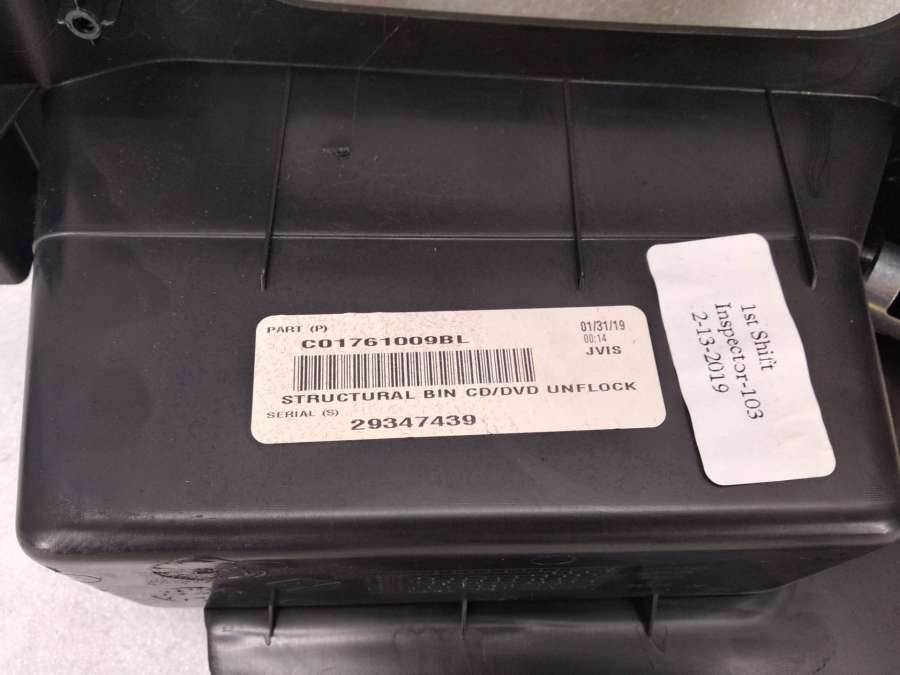 PART (P)
C01761009BL
01/31/19
00:14
JVIS
STRUCTURAL BIN CD/DVD UNFLOCK
SERIAL (S)
29347439
1st Shift
Inspector-103
2-13-2019